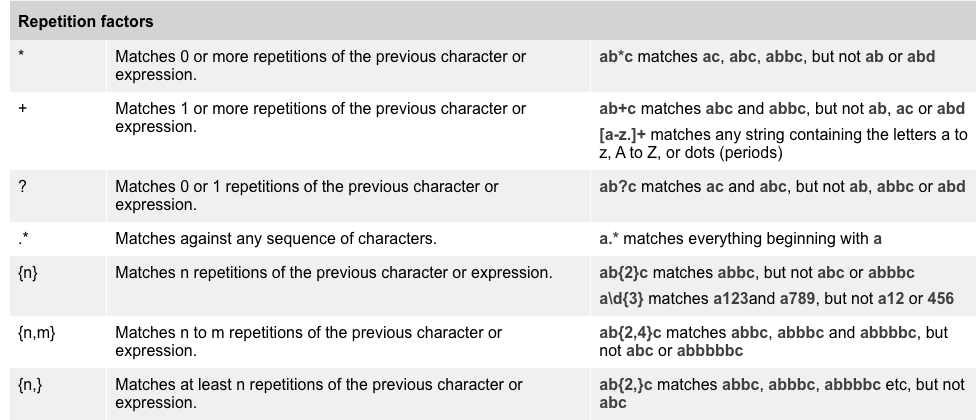 Repetition factors
* Matches 0 or more repetitions of the previous character or expression. ab*c matches ac, abc, abbc, but not ab or abd
+ Matches 1 or more repetitions of the previous character or expression. ab+c matches abc and abbc, but not ab, ac or abd
[a-z.]+ matches any string containing the letters a to z, A to Z, or dots (periods)
? Matches 0 or 1 repetitions of the previous character or expression. ab?c matches ac and abc, but not ab, abbc or abd
.* Matches against any sequence of characters. a.* matches everything beginning with a
{n} Matches n repetitions of the previous character or expression. ab{2}c matches abbc, but not abc or abbbc
a\d{3} matches a123and a789, but not a12 or 456
{n,m} Matches n to m repetitions of the previous character or expression. ab{2,4}c matches abbc, abbbc and abbbbc, but not abc or abbbbbc
{n,} Matches at least n repetitions of the previous character or expression. ab{2,}c matches abbc, abbbc, abbbbc etc, but not abc